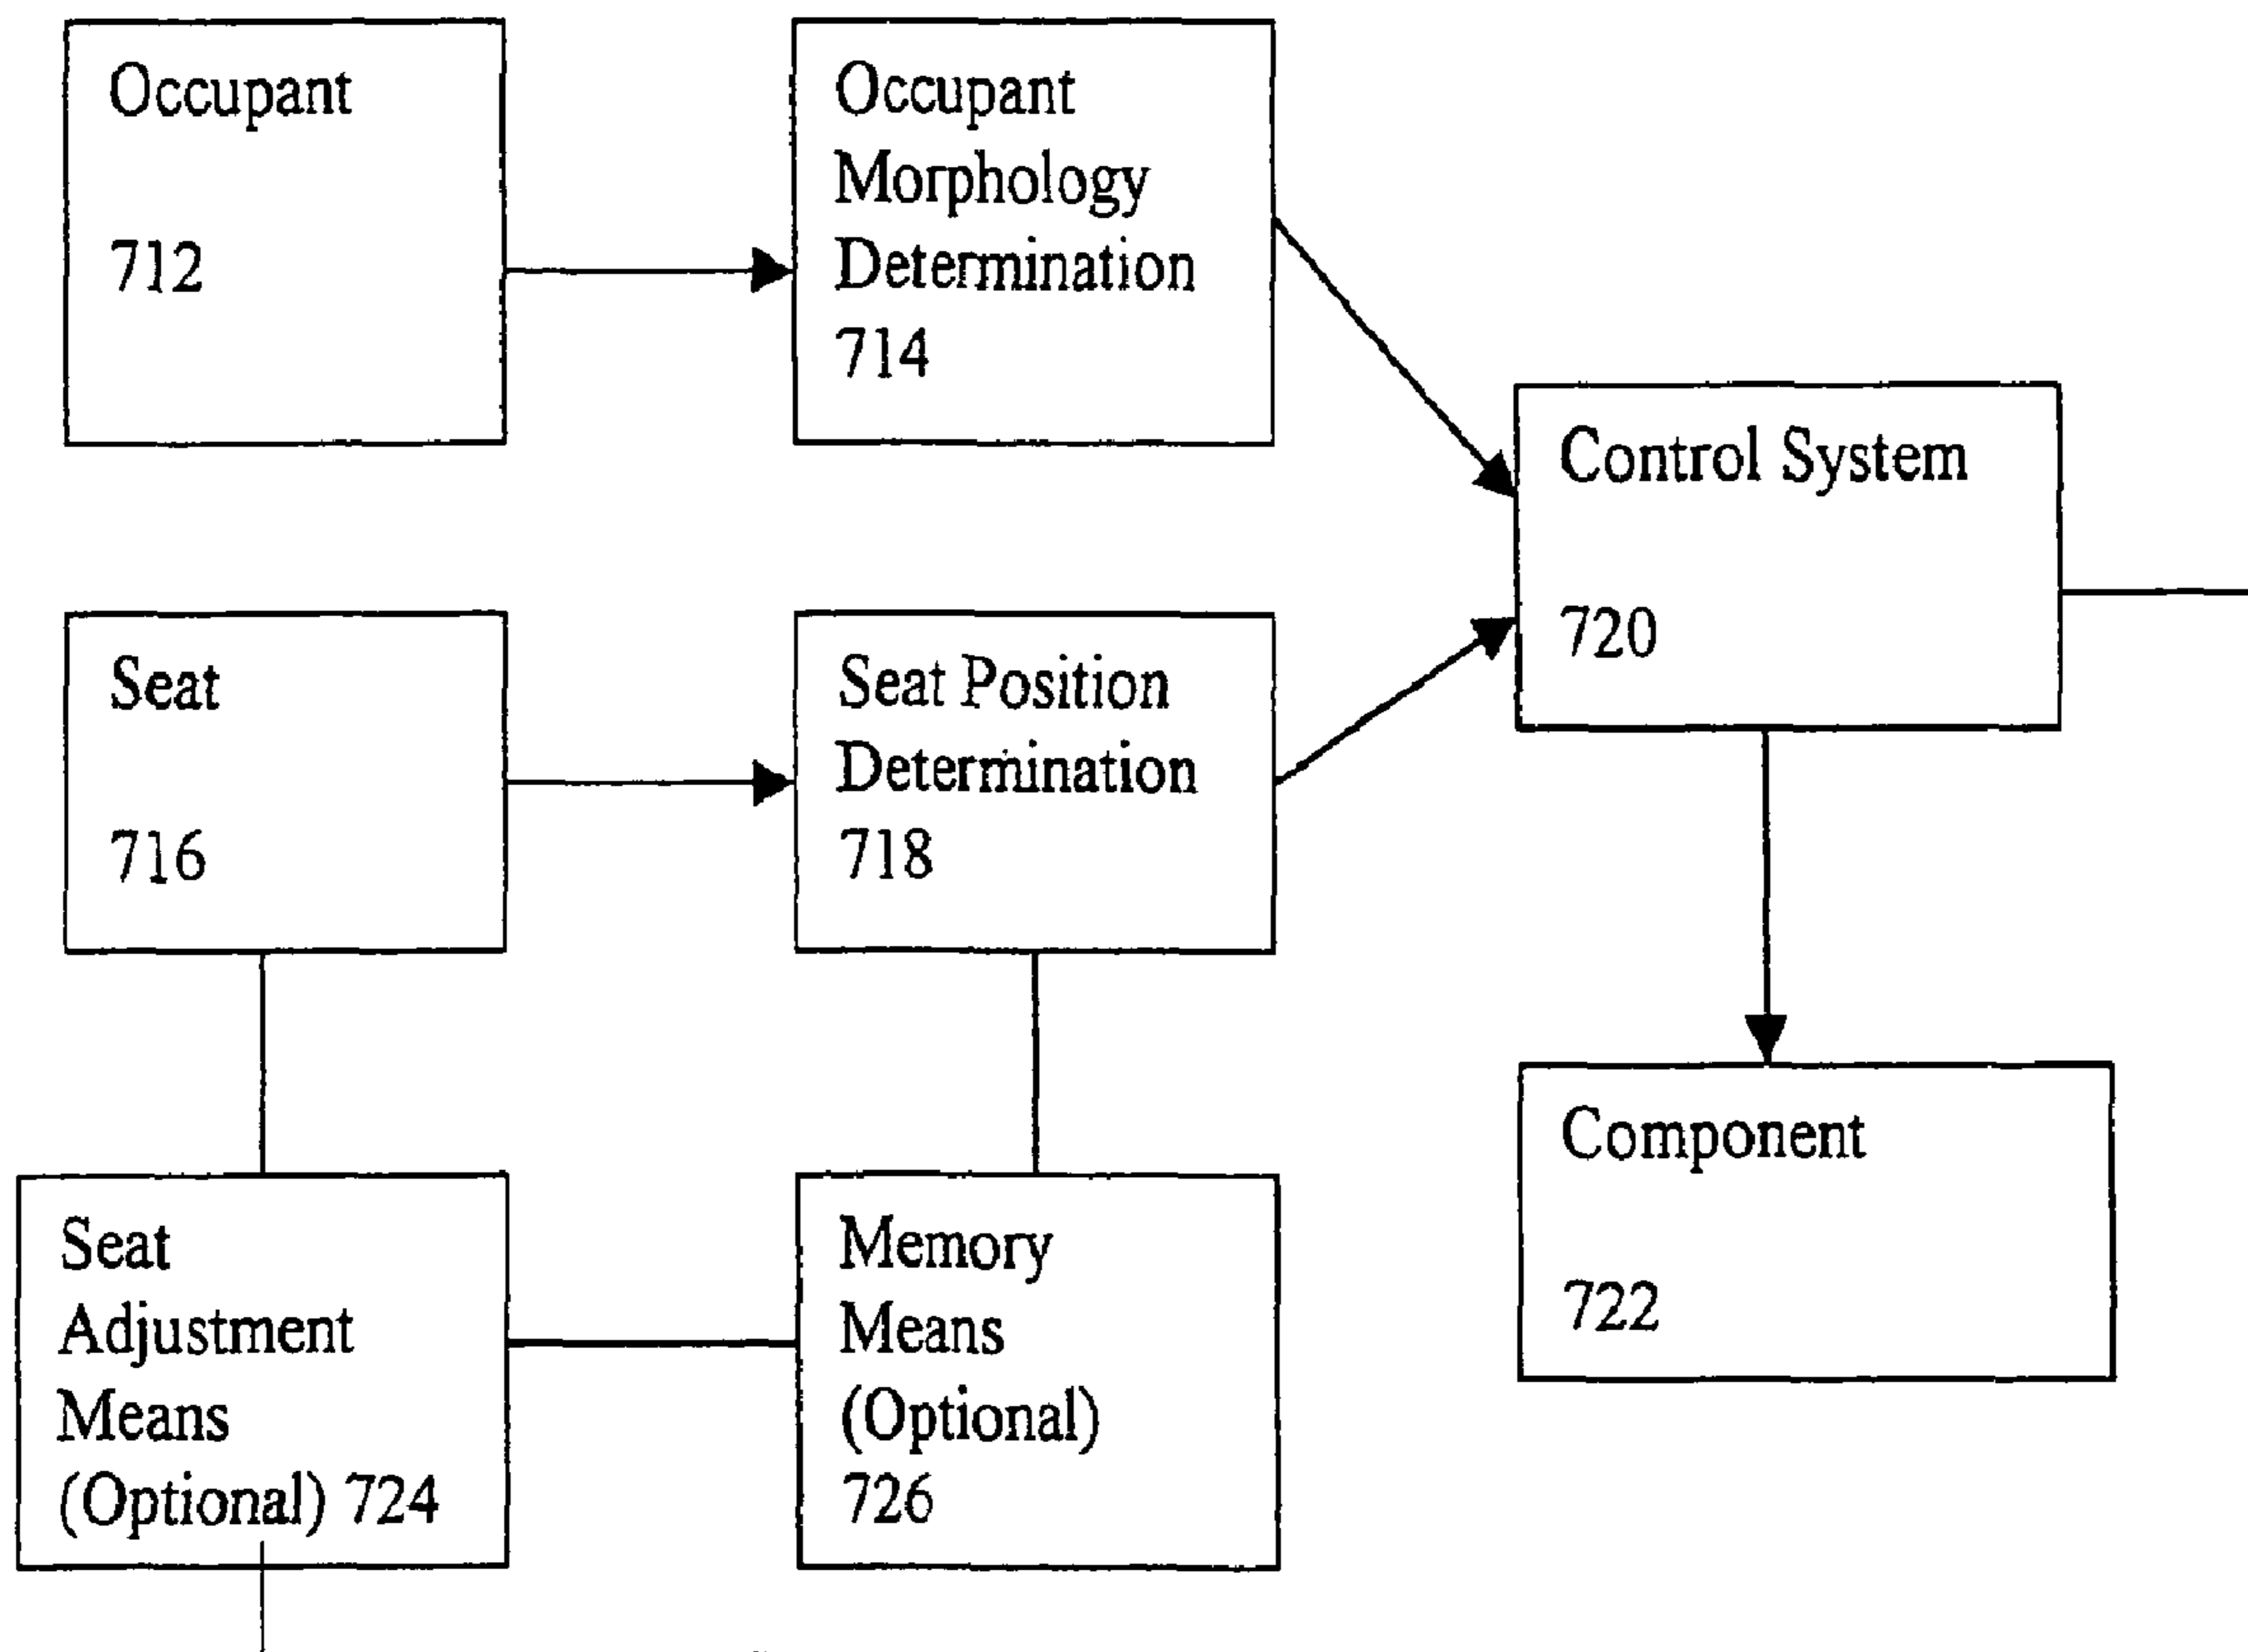 Occupant
712
Occupant
Morphology
Determination
714
Control System
720
Seat
716
Seat Position
Determination
718
Component
722
Seat
Adjustment
Means
(Optional) 724
Memory
Means
(Optional)
726